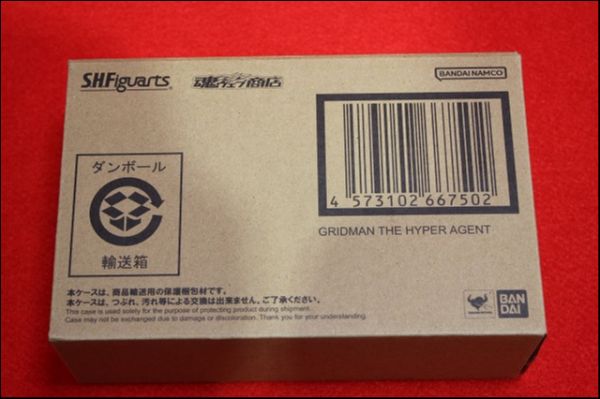 S.H.Figuarts
魂ウェブ商店
BANDAI NAMCO
4 573102 667502
GRIDMAN THE HYPER AGENT
ダンボール
輸送箱
本ケースは、商品輸送用の保護梱包材です。
本ケースは、つぶれ、汚れ等による交換は出来ません。ご了承ください。
This case is used solely for the purpose of protecting product during shipment.
Case may not be exchanged due to damage or discoloration. Thank you for your understanding.
BAN
DAI